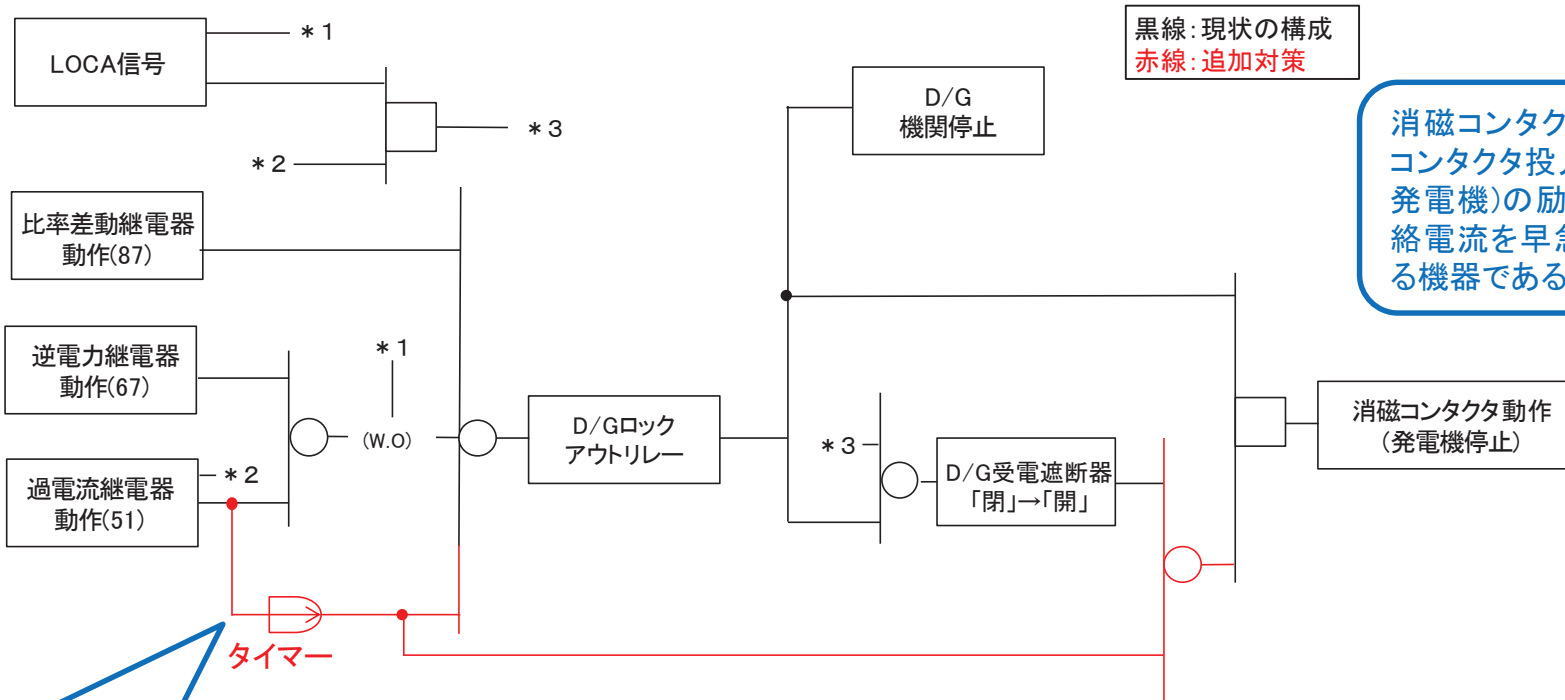 LOCA信号
*1
*3
*2
黒線:現状の構成
赤線:追加対策
D/G
機関停止
消磁コンタク
コンタクタ投
発電機)の励
絡電流を早
る機器である
比率差動継電器
動作(87)
逆電力継電器
動作(67)
*1
(W.O)
過電流継電器
動作(51)
*2
D/Gロック
アウトリレー
*3
D/G受電遮断器
「閉」→「開」
消磁コンタクタ動作
(発電機停止)
タイマー